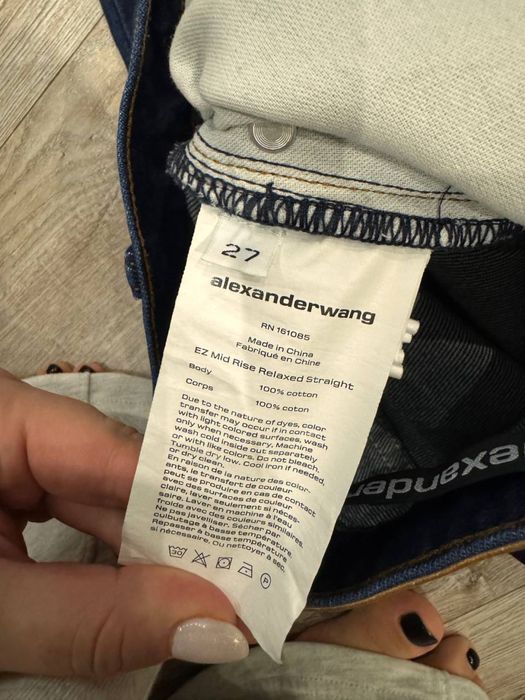 27
alexanderwang
RN 161085
Made in China
Fabriqué en Chine
EZ Mid Rise Relaxed Straight
Body 100% cotton
Corps 100% coton
Due to the nature of dyes, color
transfer may occur if in contact
with light colored surfaces, wash
only when necessary. Machine
wash cold inside out separately
or with like colors. Do not bleach.
Tumble dry low. Cool iron if needed,
or dry clean.
En raison de la nature des color-
ants, le transfert de couleur
peut se produire en cas de contact
avec des surfaces de couleur
claire, laver seulement si néces-
saire. Laver en machine à l'eau
froide avec des couleurs similaires.
Ne pas javelliser. Sécher par
culbutage à basse température.
Repasser à basse température
si nécessaire. Ou nettoyer à sec.
30 P
alexander